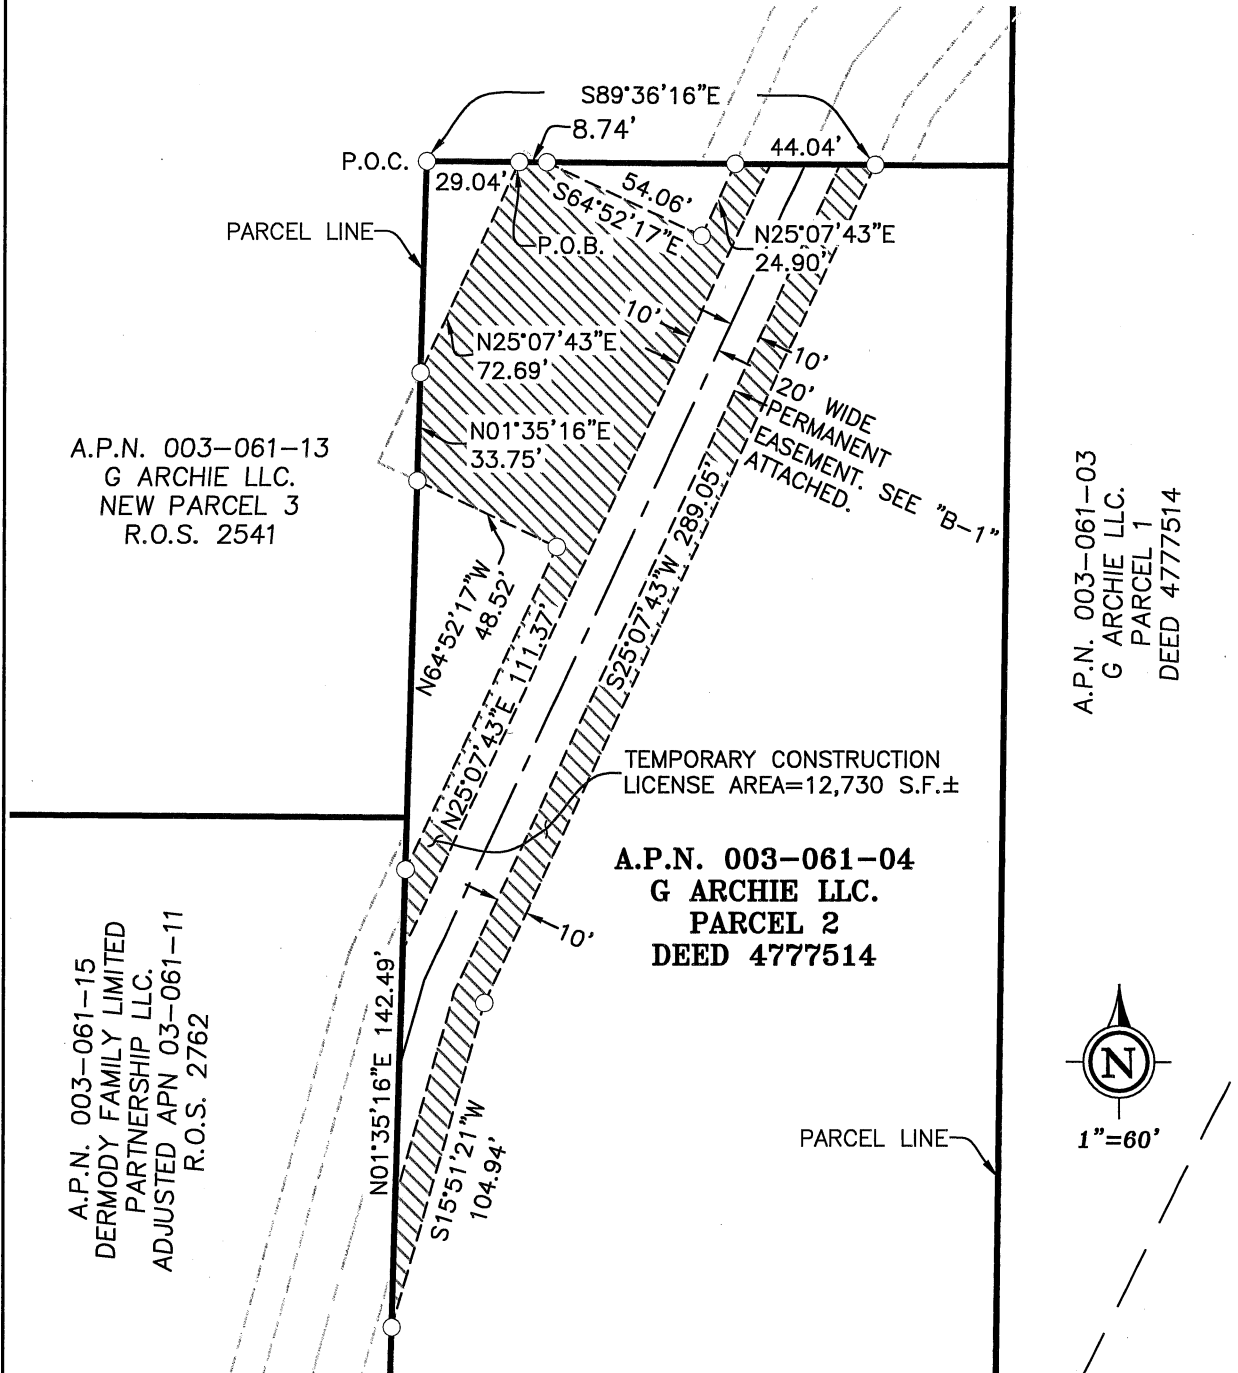 S89°36'16"E
8.74'
44.04'
P.O.C.
29.04'
54.06'
S64°52'17"E
PARCEL LINE
P.O.B.
N25°07'43"E
24.90'
10'
N25°07'43"E
72.69'
10'
20' WIDE
PERMANENT
EASEMENT. SEE "B-1"
ATTACHED.
N01°35'16"E
33.75'
A.P.N. 003-061-13
G ARCHIE LLC.
NEW PARCEL 3
R.O.S. 2541
A.P.N. 003-061-03
G ARCHIE LLC.
PARCEL 1
DEED 4777514
S25°07'43"W 289.05'
N64°52'17"W
48.52'
N25°07'43"E 111.37'
TEMPORARY CONSTRUCTION
LICENSE AREA=12,730 S.F.±
A.P.N. 003-061-04
G ARCHIE LLC.
PARCEL 2
DEED 4777514
10'
A.P.N. 003-061-15
DERMODY FAMILY LIMITED
PARTNERSHIP LLC.
ADJUSTED APN 03-061-11
R.O.S. 2762
N01°35'16"E 142.49'
S15°51'21"W
104.94'
N
1"=60'
PARCEL LINE